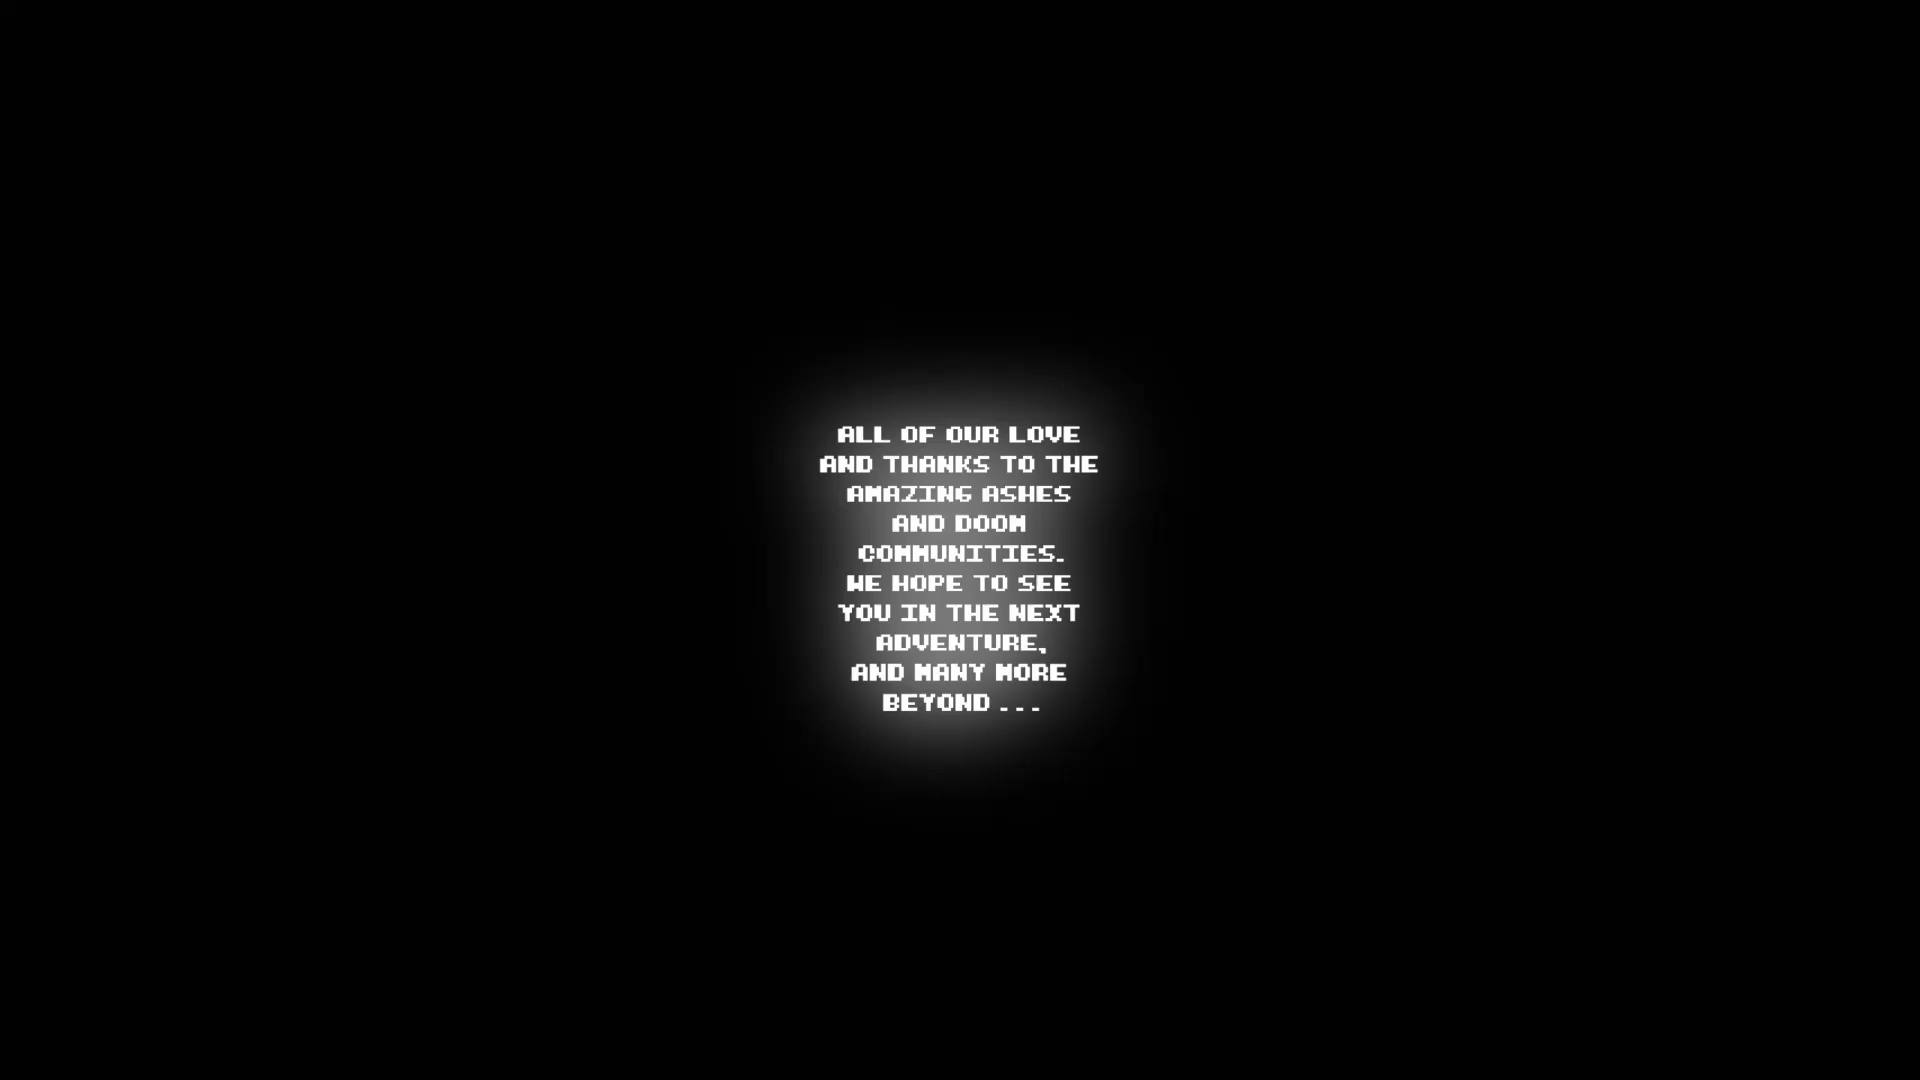 ALL OF OUR LOVE
AND THANKS TO THE
AMAZING ASHES
AND DOOM
COMMUNITIES.
WE HOPE TO SEE
YOU IN THE NEXT
ADVENTURE,
AND MANY MORE
BEYOND ...